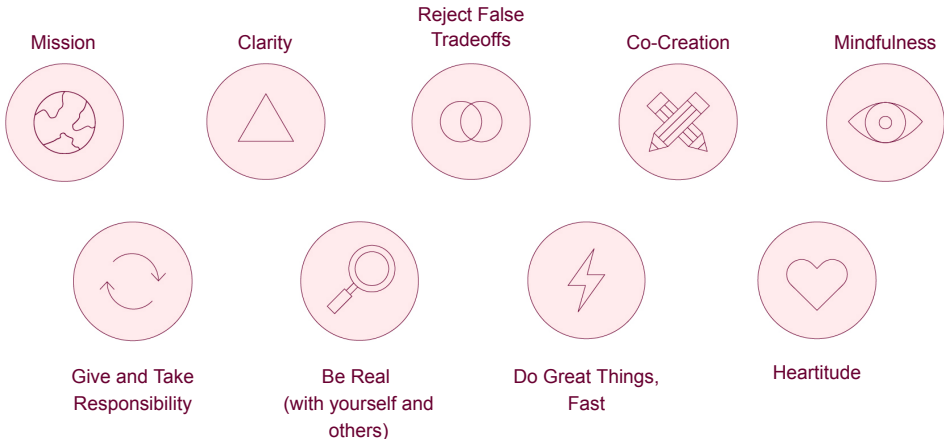 Mission
Clarity
Reject False
Tradeoffs
Co-Creation
Mindfulness
Give and Take
Responsibility
Be Real
(with yourself and
others)
Do Great Things,
Fast
Heartitude